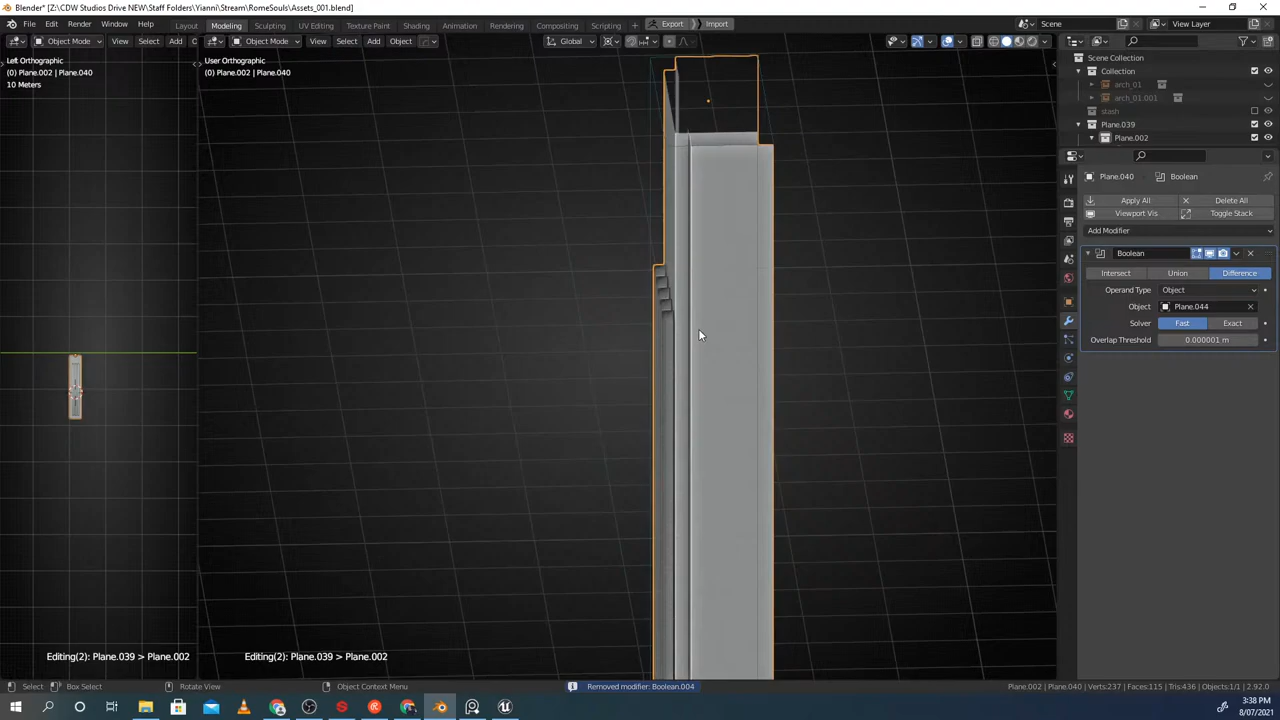 Blender* [Z:\CDW Studios Drive NEW\Staff Folders\Yianni\Stream\RomeSouls\Assets_001.blend]
File Edit Render Window Help Layout Modeling Sculpting UV Editing Texture Paint Shading Animation Rendering Compositing Scripting Export Import Scene View Layer
Object Mode View Select Add Object Mode View Select Add Object Global
Left Orthographic
(0) Plane.002 | Plane.040
10 Meters
User Orthographic
(0) Plane.002 | Plane.040
Scene Collection
Collection
arch_01
arch_01.001
stash
Plane.039
Plane.002
Plane.040 Boolean
Apply All Delete All
Viewport Vis Toggle Stack
Add Modifier
Boolean
Intersect Union Difference
Operand Type Object
Object Plane.044
Solver Fast Exact
Overlap Threshold 0.000001 m
Editing(2): Plane.039 > Plane.002
Editing(2): Plane.039 > Plane.002
Select Box Select Rotate View Object Context Menu Removed modifier: Boolean.004 Plane.002 | Plane.040 | Verts:237 | Faces:115 | Tris:436 | Objects:1/1 | 2.92.0
3:38 PM
8/07/2021